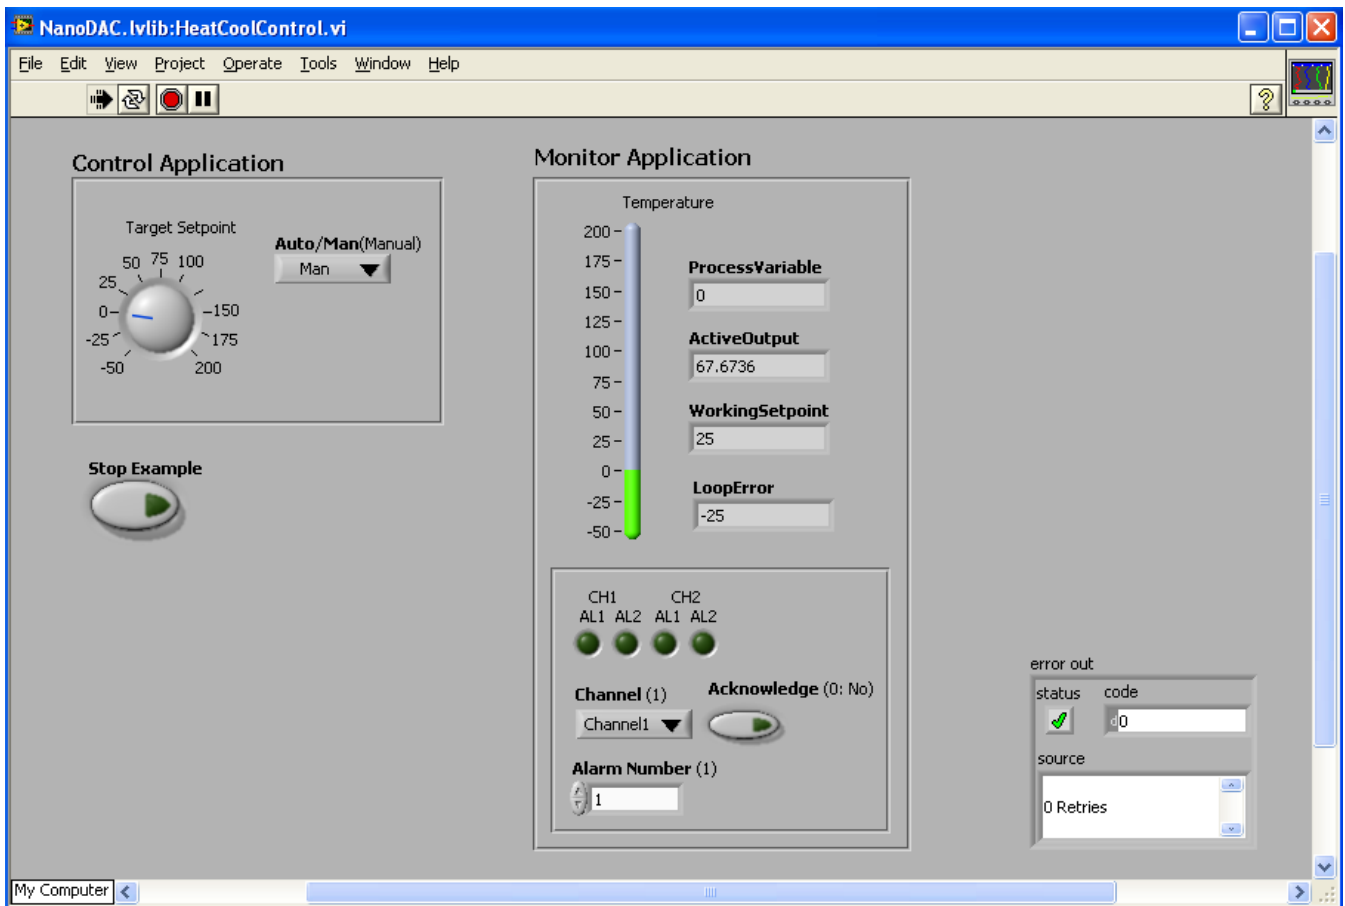 NanoDAC.lvlib:HeatCoolControl.vi
File Edit View Project Operate Tools Window Help
Control Application
Target Setpoint
Auto/Man(Manual)
Man
50 75 100
25
0 150
-25 175
-50 200
Stop Example
Monitor Application
Temperature
200
175
150
125
100
75
50
25
0
-25
-50
ProcessVariable
0
ActiveOutput
67.6736
WorkingSetpoint
25
LoopError
-25
CH1 CH2
AL1 AL2 AL1 AL2
Channel (1) Acknowledge (0: No)
Channel1
Alarm Number (1)
1
error out
status code
d0
source
0 Retries
My Computer